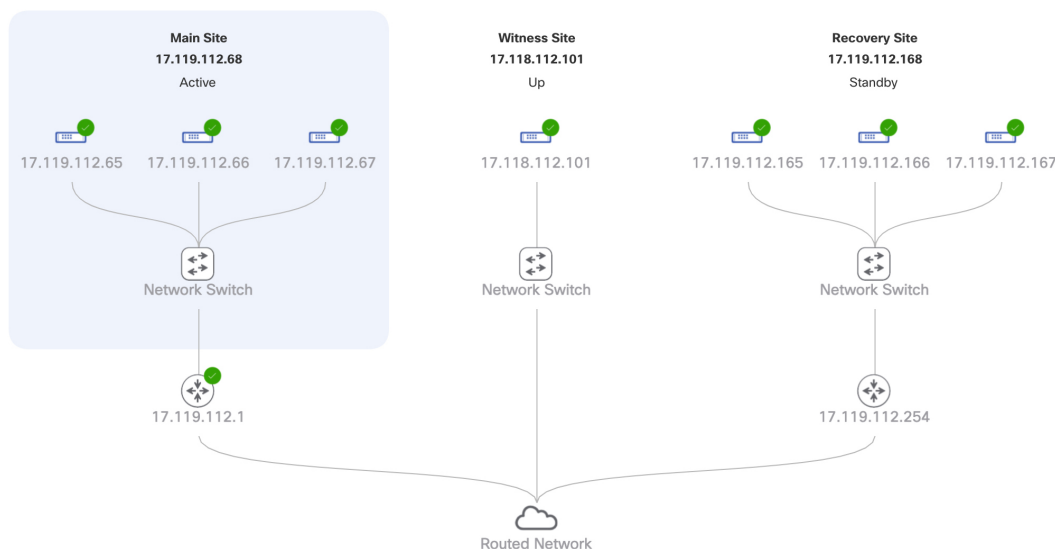 Main Site
17.119.112.68
Active
Witness Site
17.118.112.101
Up
Recovery Site
17.119.112.168
Standby
17.119.112.65
17.119.112.66
17.119.112.67
17.118.112.101
17.119.112.165
17.119.112.166
17.119.112.167
Network Switch
Network Switch
Network Switch
17.119.112.1
17.119.112.254
Routed Network